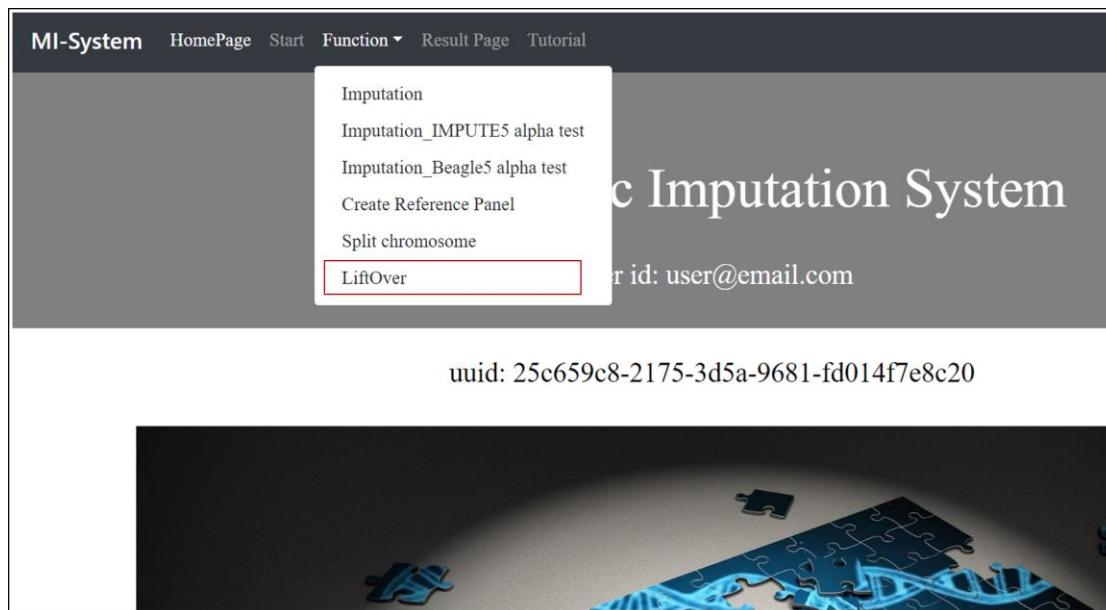 MI-System HomePage Start Function Result Page Tutorial
Imputation
Imputation_IMPUTE5 alpha test
Imputation_Beagle5 alpha test
Create Reference Panel
Split chromosome
LiftOver
c Imputation System
r id: user@email.com
uuid: 25c659c8-2175-3d5a-9681-fd014f7e8c20